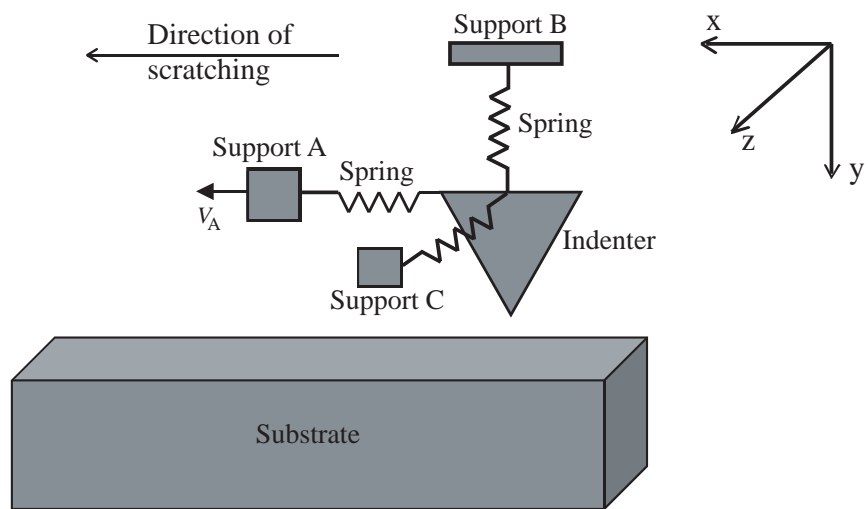 Direction of
scratching
Support B
x
Spring
z
y
Support A
Spring
V_A
Indenter
Support C
Substrate